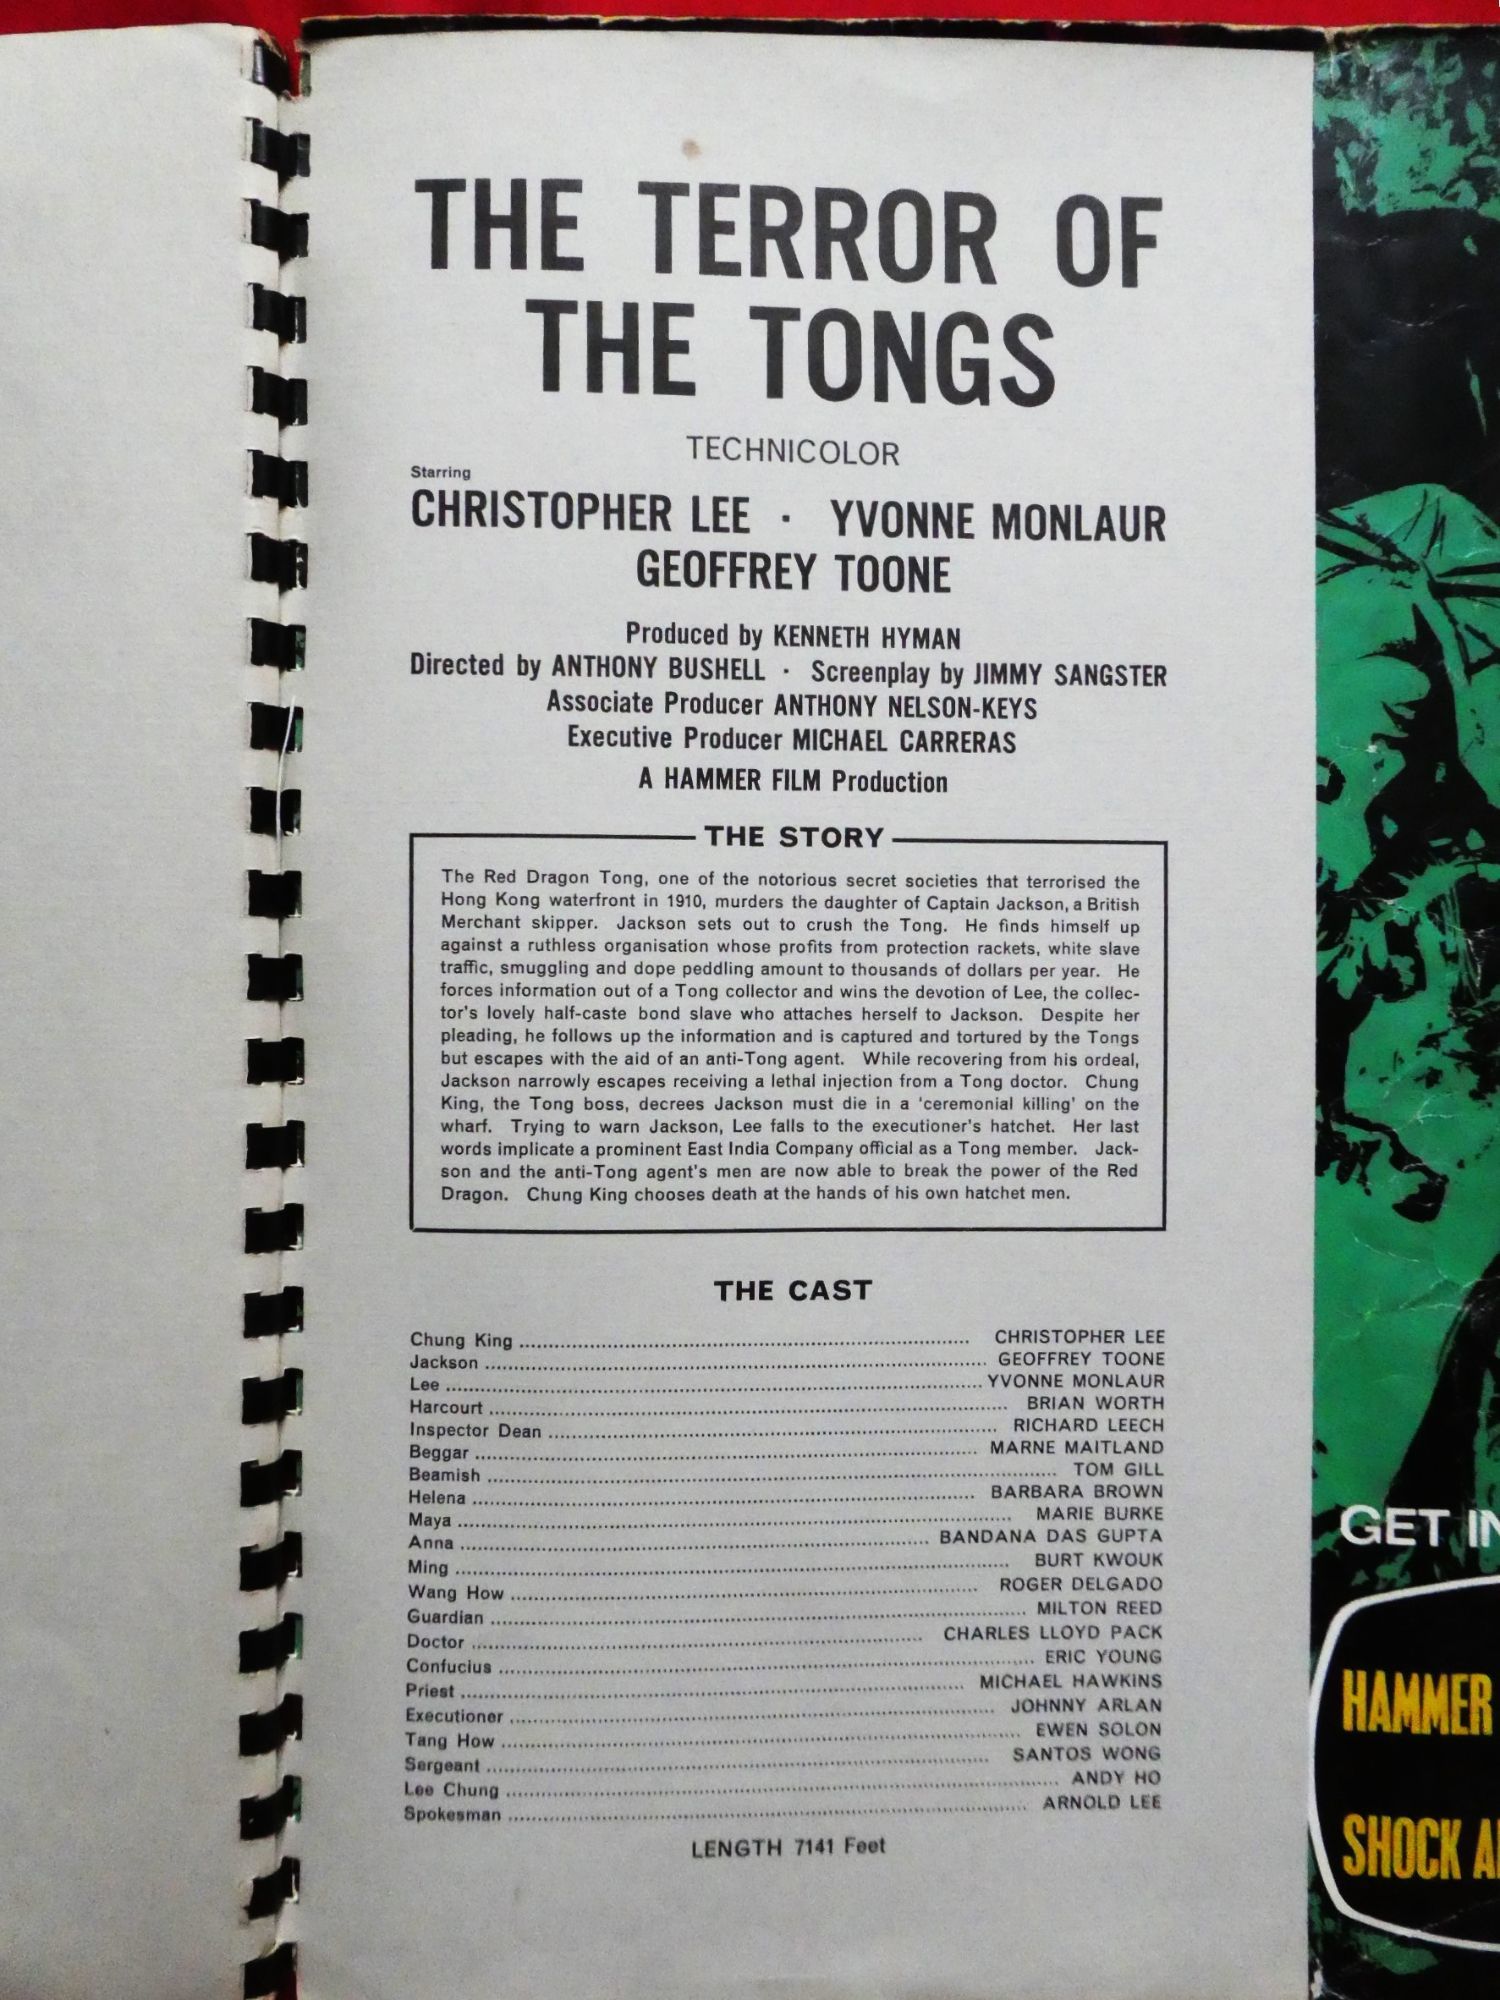 THE TERROR OF
THE TONGS
TECHNICOLOR
Starring
CHRISTOPHER LEE · YVONNE MONLAUR
GEOFFREY TOONE
Produced by KENNETH HYMAN
Directed by ANTHONY BUSHELL · Screenplay by JIMMY SANGSTER
Associate Producer ANTHONY NELSON-KEYS
Executive Producer MICHAEL CARRERAS
A HAMMER FILM Production
THE STORY
The Red Dragon Tong, one of the notorious secret societies that terrorised the
Hong Kong waterfront in 1910, murders the daughter of Captain Jackson, a British
Merchant skipper. Jackson sets out to crush the Tong. He finds himself up
against a ruthless organisation whose profits from protection rackets, white slave
traffic, smuggling and dope peddling amount to thousands of dollars per year. He
forces information out of a Tong collector and wins the devotion of Lee, the collec-
tor's lovely half-caste bond slave who attaches herself to Jackson. Despite her
pleading, he follows up the information and is captured and tortured by the Tongs
but escapes with the aid of an anti-Tong agent. While recovering from his ordeal,
Jackson narrowly escapes receiving a lethal injection from a Tong doctor. Chung
King, the Tong boss, decrees Jackson must die in a 'ceremonial killing' on the
wharf. Trying to warn Jackson, Lee falls to the executioner's hatchet. Her last
words implicate a prominent East India Company official as a Tong member. Jack-
son and the anti-Tong agent's men are now able to break the power of the Red
Dragon. Chung King chooses death at the hands of his own hatchet men.
THE CAST
Chung King ........ CHRISTOPHER LEE
Jackson ........ GEOFFREY TOONE
Lee ........ YVONNE MONLAUR
Harcourt ........ BRIAN WORTH
Inspector Dean ........ RICHARD LEECH
Beggar ........ MARNE MAITLAND
Beamish ........ TOM GILL
Helena ........ BARBARA BROWN
Maya ........ MARIE BURKE
Anna ........ BANDANA DAS GUPTA
Ming ........ BURT KWOUK
Wang How ........ ROGER DELGADO
Guardian ........ MILTON REED
Doctor ........ CHARLES LLOYD PACK
Confucius ........ ERIC YOUNG
Priest ........ MICHAEL HAWKINS
Executioner ........ JOHNNY ARLAN
Tang How ........ EWEN SOLON
Sergeant ........ SANTOS WONG
Lee Chung ........ ANDY HO
Spokesman ........ ARNOLD LEE
LENGTH 7141 Feet
GET
HAMMER
SHOCK